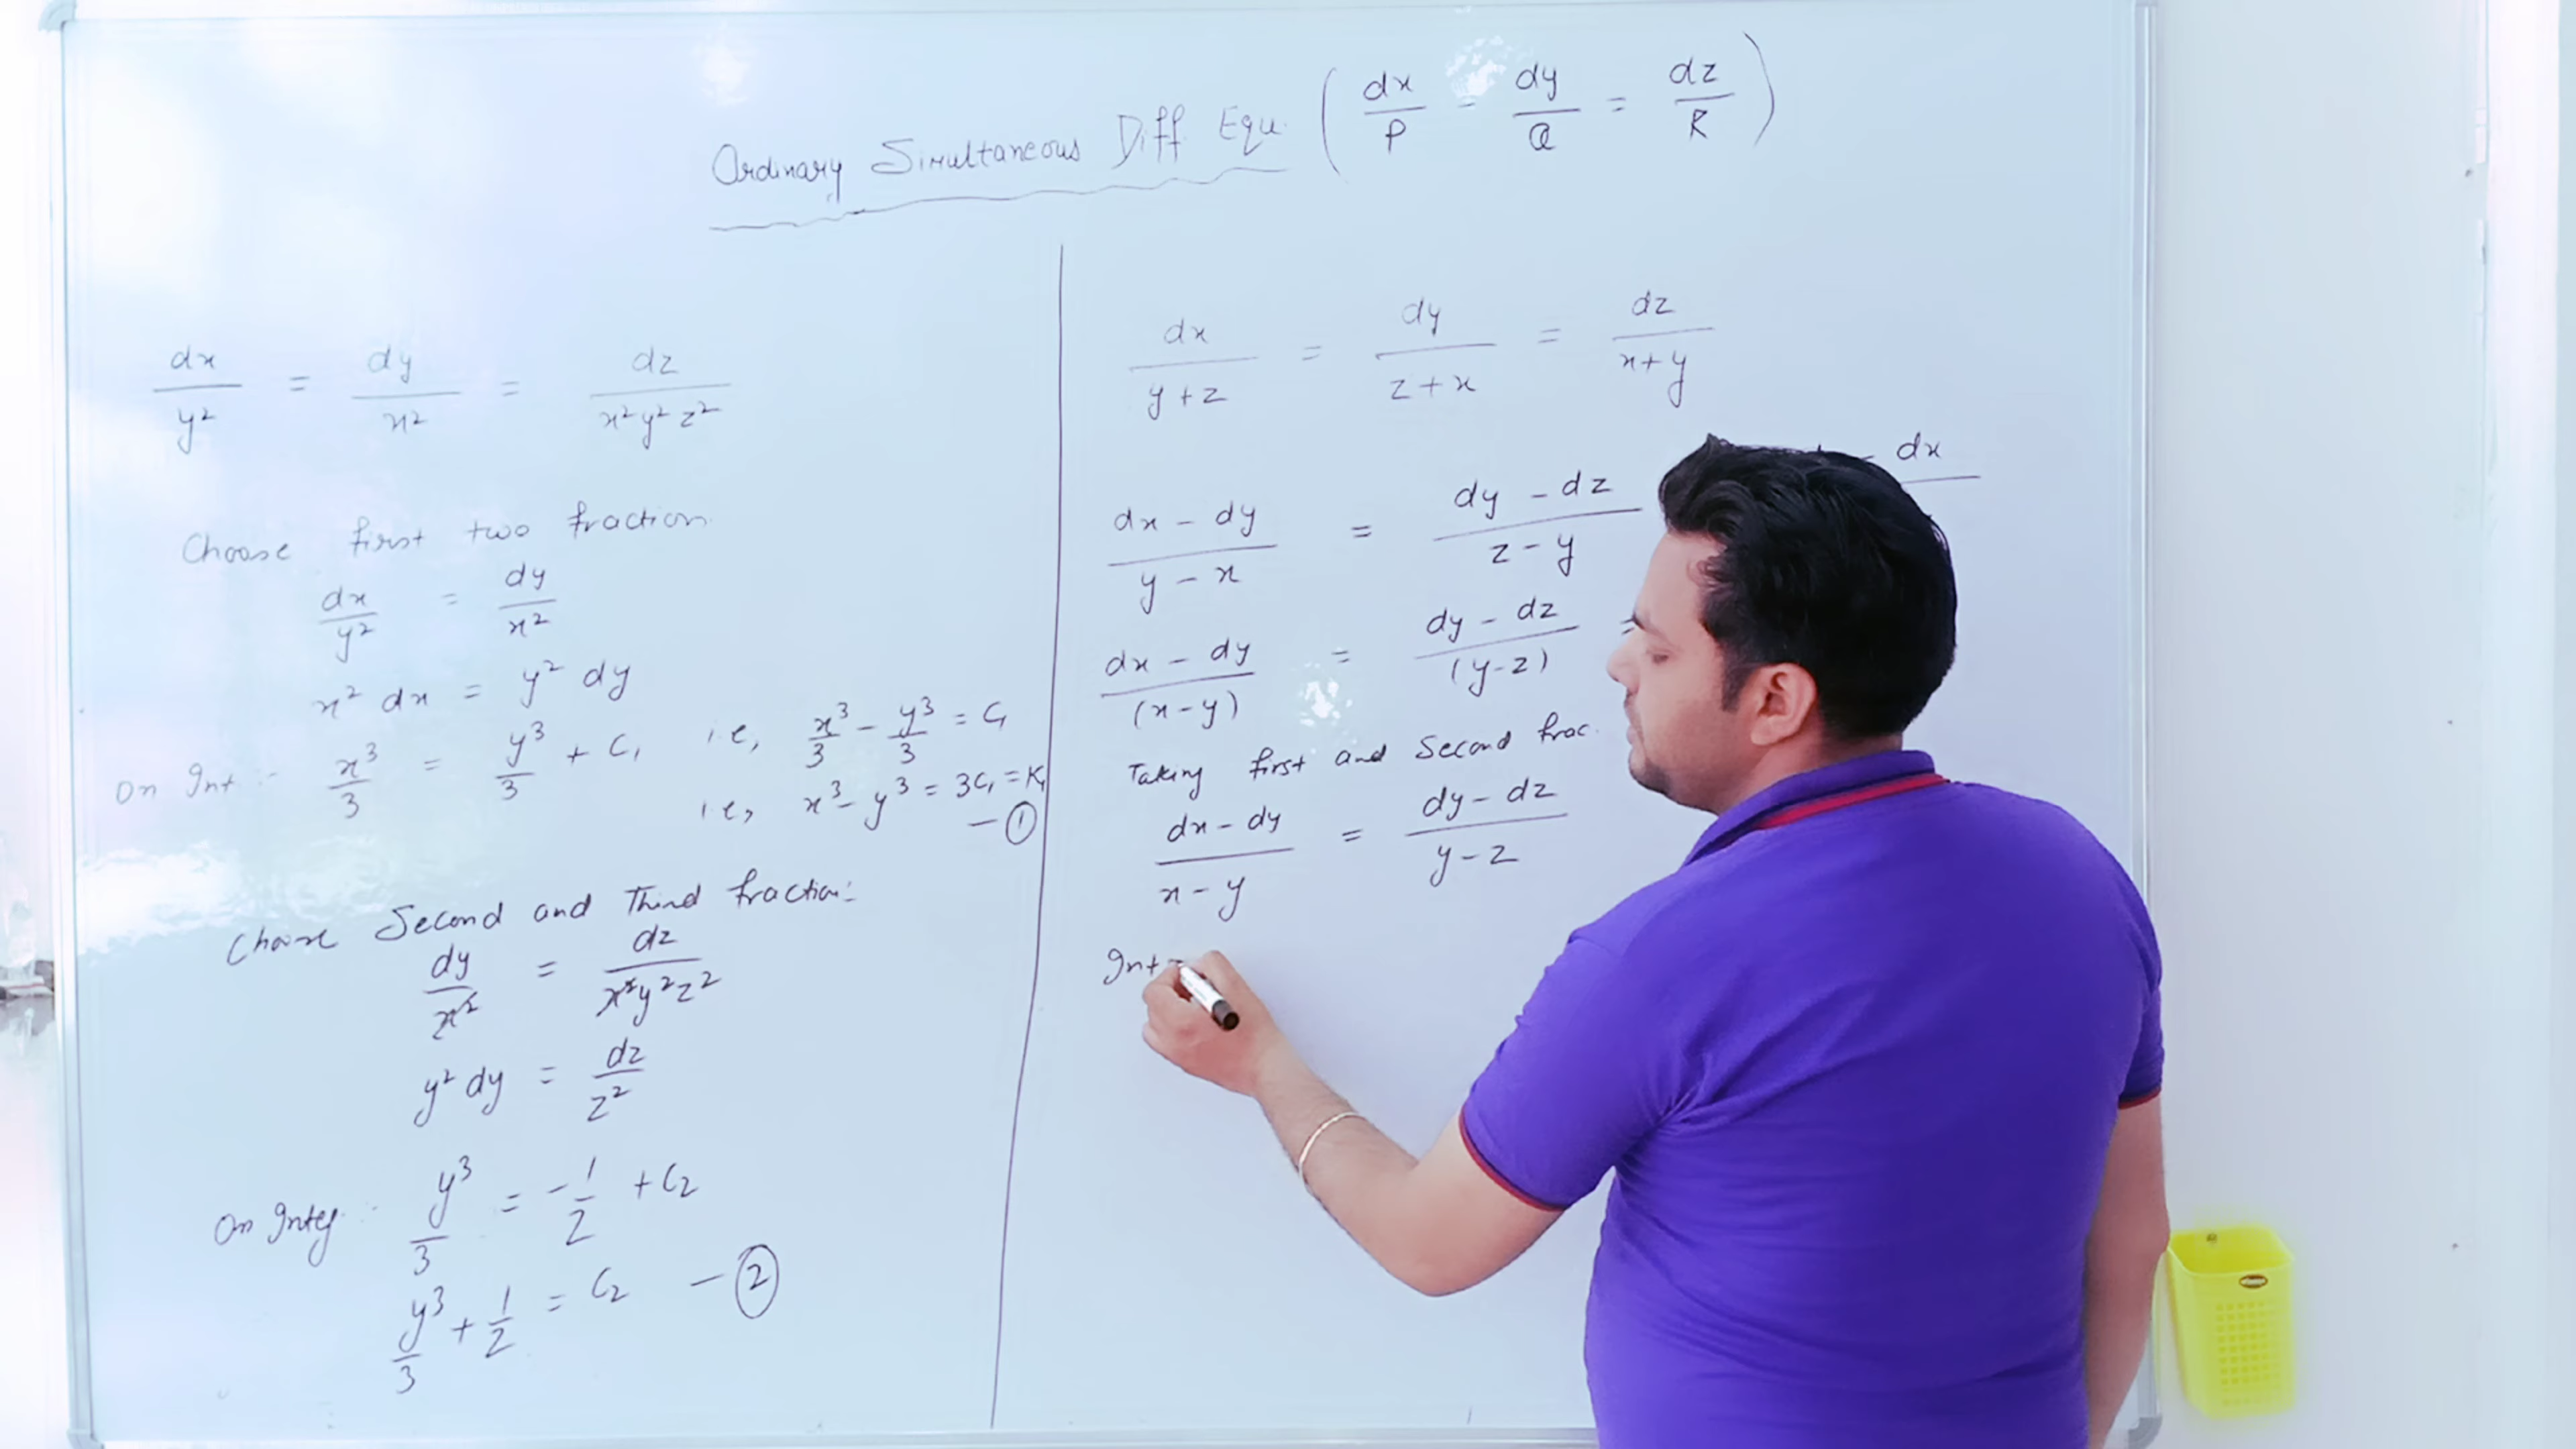 Ordinary Simultaneous Diff Equ. ( dx/P = dy/Q = dz/R )
dx/y² = dy/x² = dz/x²y²z²
Choose first two fraction
dx/y² = dy/x²
x² dx = y² dy
On Int :- x³/3 = y³/3 + C₁ i.e, x³/3 - y³/3 = C₁
i.e, x³ - y³ = 3C₁ = K₁
- ①
Choose Second and Third fraction:
dy/x² = dz/x²y²z²
y² dy = dz/z²
On Integ. y³/3 = -1/z + C₂
y³/3 + 1/z = C₂ - ②
dx/y+z = dy/z+x = dz/x+y
dx - dy/y - x = dy - dz/z - y - dx
dx - dy/(x-y) = dy - dz/(y-z) =
Taking first and Second frac.
dx - dy/x - y = dy - dz/y - z
Int